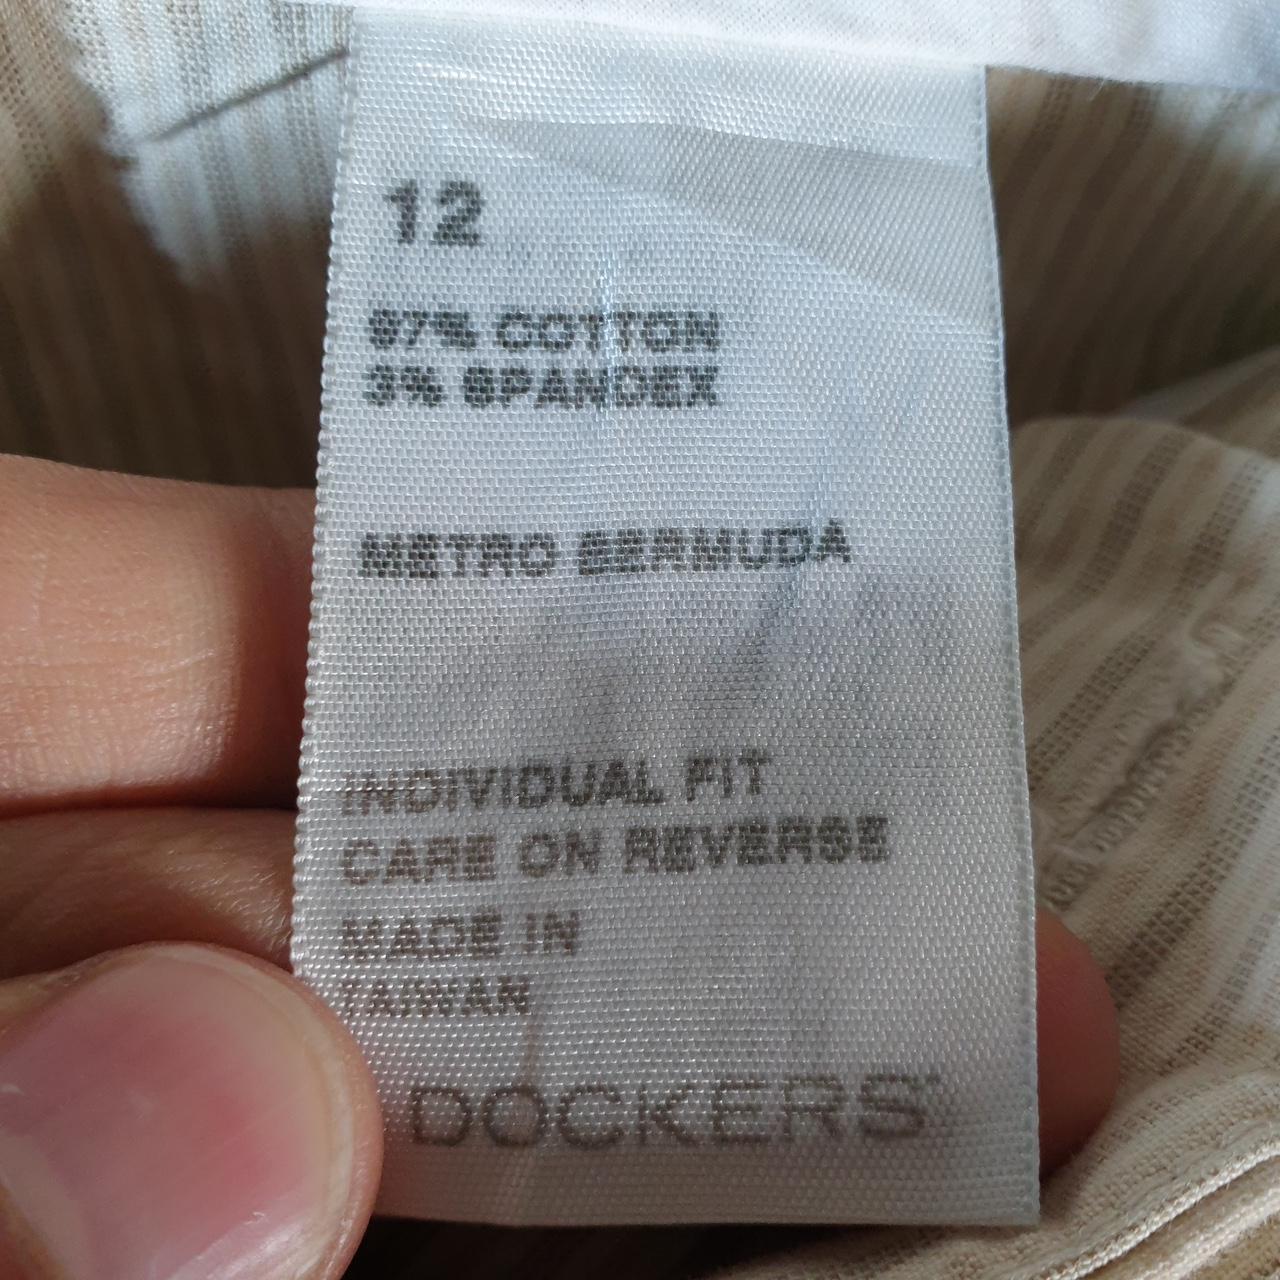 12
97% COTTON
3% SPANDEX
METRO BERMUDA
INDIVIDUAL FIT
CARE ON REVERSE
MADE IN
TAIWAN
DOCKERS